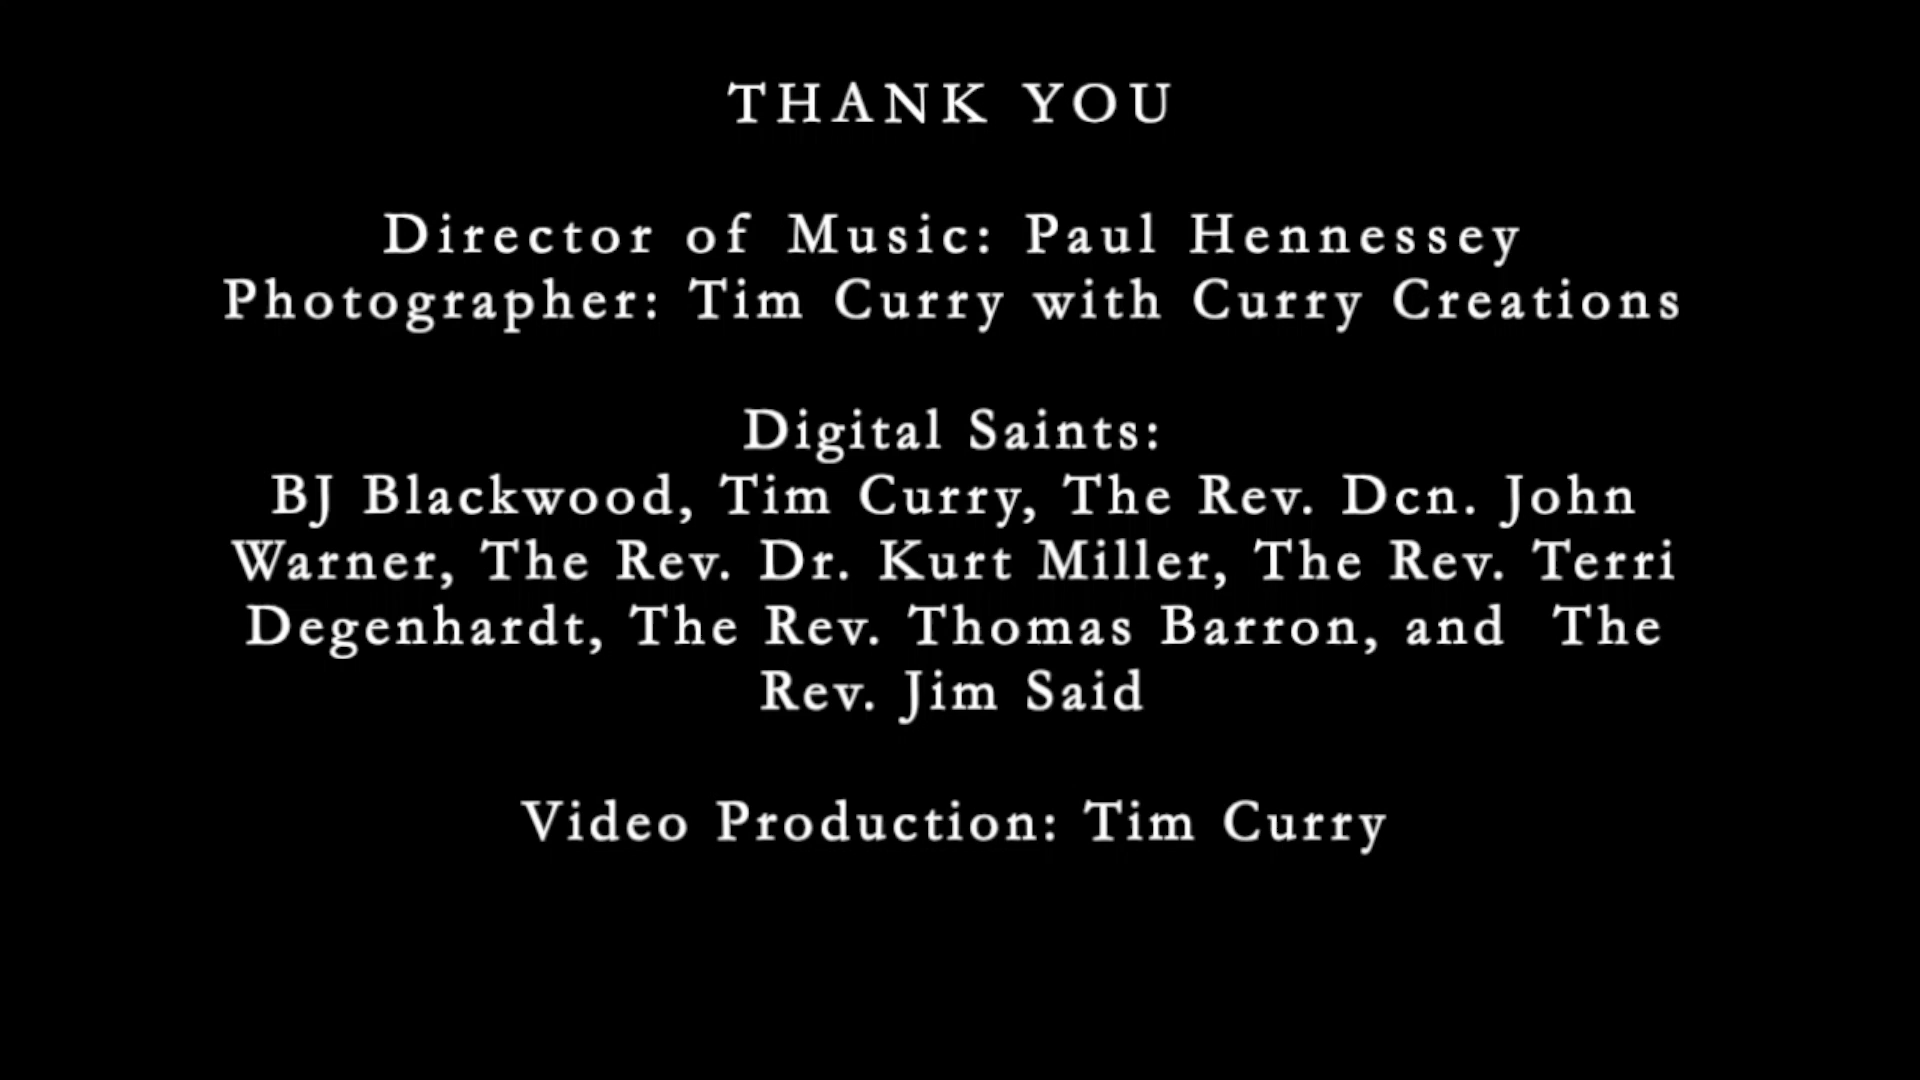 THANK YOU
Director of Music: Paul Hennessey
Photographer: Tim Curry with Curry Creations
Digital Saints:
BJ Blackwood, Tim Curry, The Rev. Dcn. John
Warner, The Rev. Dr. Kurt Miller, The Rev. Terri
Degenhardt, The Rev. Thomas Barron, and The
Rev. Jim Said
Video Production: Tim Curry